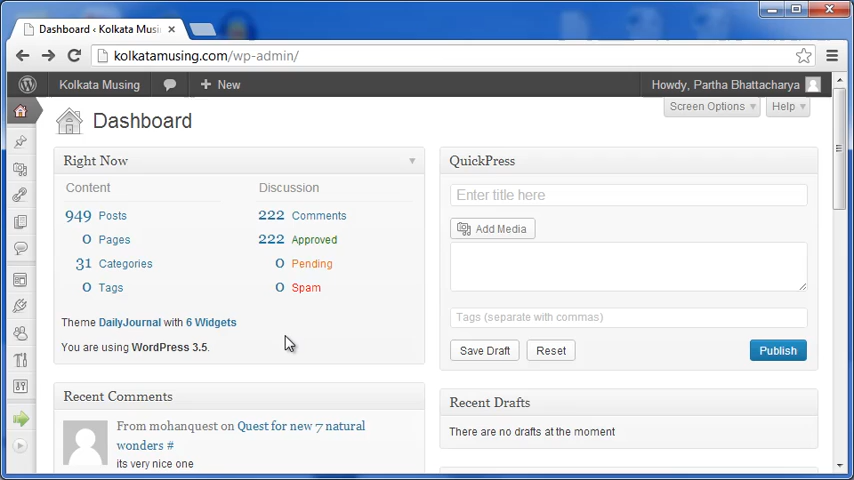 Dashboard ‹ Kolkata Musing
kolkatamusing.com/wp-admin/
Kolkata Musing
New
Howdy, Partha Bhattacharya
Screen Options
Help
Dashboard
Right Now
Content
Discussion
949 Posts
222 Comments
0 Pages
222 Approved
31 Categories
0 Pending
0 Tags
0 Spam
Theme DailyJournal with 6 Widgets
You are using WordPress 3.5.
Recent Comments
From mohanquest on Quest for new 7 natural
wonders #
its very nice one
QuickPress
Enter title here
Add Media
Tags (separate with commas)
Save Draft
Reset
Publish
Recent Drafts
There are no drafts at the moment